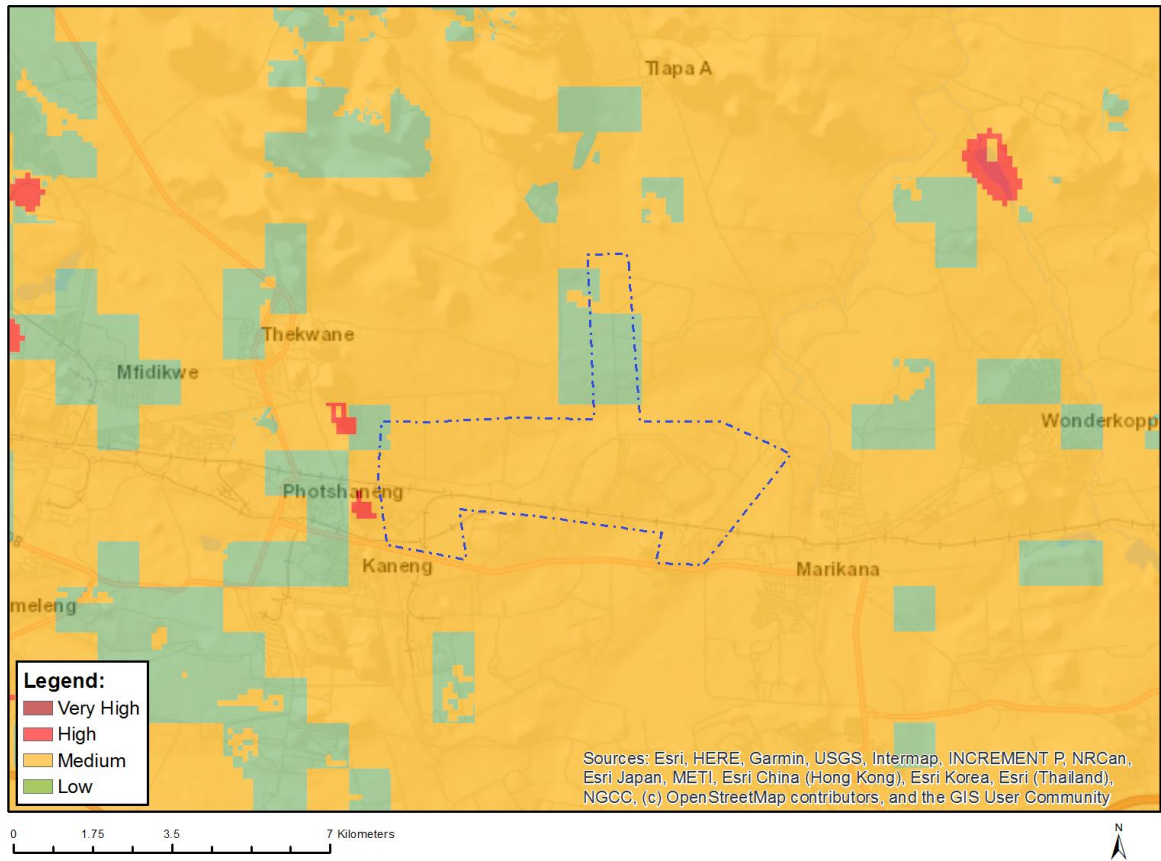 Tlapa A
Thekwane
Mfidikwe
Wonderkopp
Photshaneng
Kaneng
Marikana
meleng
Legend:
Very High
High
Medium
Low
Sources: Esri, HERE, Garmin, USGS, Intermap, INCREMENT P, NRCan,
Esri Japan, METI, Esri China (Hong Kong), Esri Korea, Esri (Thailand),
NGCC, (c) OpenStreetMap contributors, and the GIS User Community
0 1.75 3.5 7 Kilometers
N